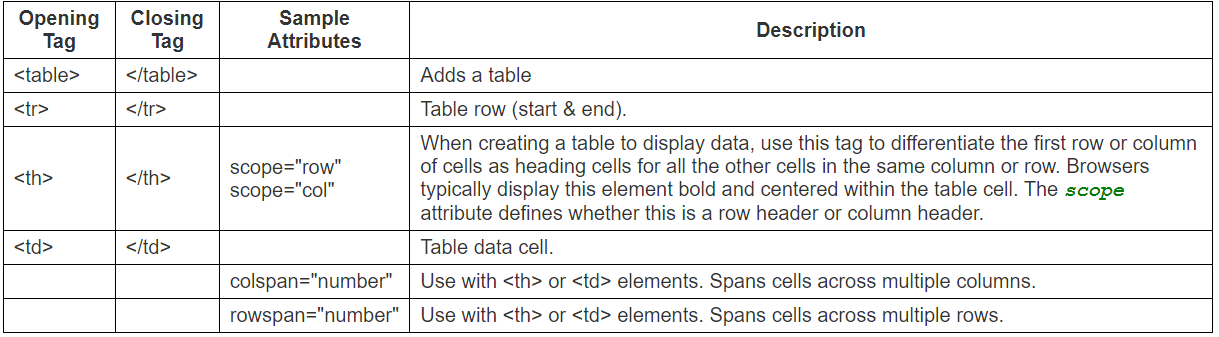 Opening Tag Closing Tag Sample Attributes Description
<table> </table> Adds a table
<tr> </tr> Table row (start & end).
<th> </th> scope="row"
scope="col"
When creating a table to display data, use this tag to differentiate the first row or column
of cells as heading cells for all the other cells in the same column or row. Browsers
typically display this element bold and centered within the table cell. The scope
attribute defines whether this is a row header or column header.
<td> </td> Table data cell.
colspan="number" Use with <th> or <td> elements. Spans cells across multiple columns.
rowspan="number" Use with <th> or <td> elements. Spans cells across multiple rows.